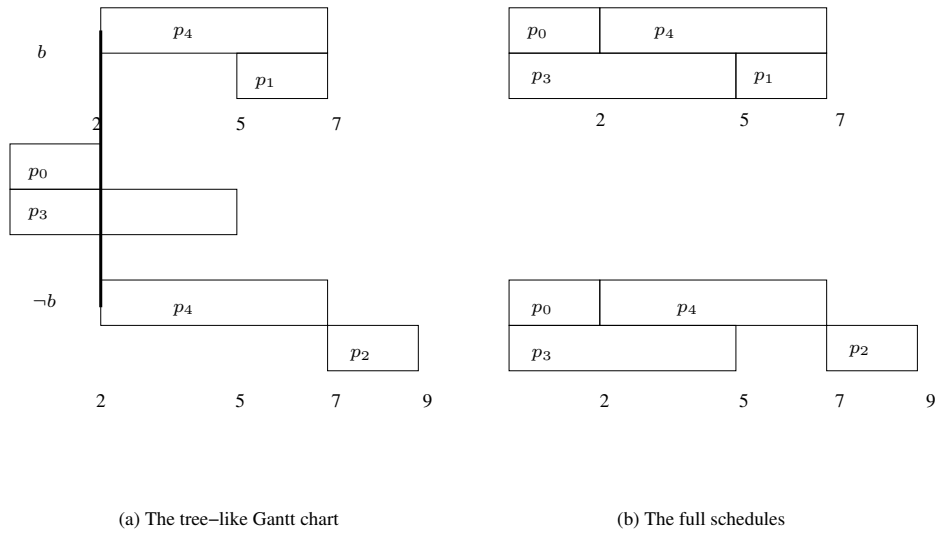 p4
b
p1
2 5 7
p0
p3
p4
¬b
p2
2 5 7 9
(a) The tree–like Gantt chart
p0 p4
p3 p1
2 5 7
p0 p4
p3 p2
2 5 7 9
(b) The full schedules